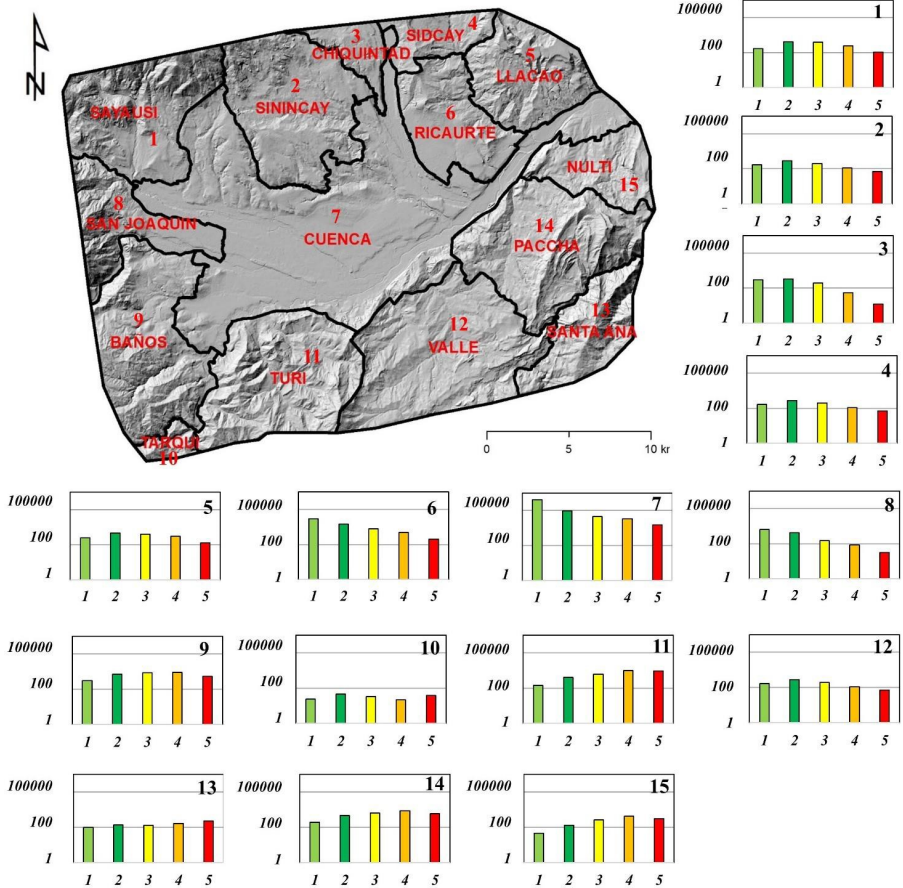 N
3
CHIQUINTAD
SIDCAY 4
5
LLACAO
2
SININCAY
SAYAUSI
1
6
RICAURTE
NULTI
15
8
SAN JOAQUIN
7
CUENCA
14
PACCHA
9
BAÑOS
12
VALLE
13
SANTA ANA
11
TURI
TARQUI
10
0 5 10 kr
100000
100
1
1
1 2 3 4 5
100000
100
2
1 2 3 4 5
100000
100
1
3
1 2 3 4 5
100000
100
1
4
1 2 3 4 5
100000
100
1
5
1 2 3 4 5
100000
100
1
6
1 2 3 4 5
100000
100
1
7
1 2 3 4 5
100000
100
1
8
1 2 3 4 5
100000
100
1
9
1 2 3 4 5
100000
100
1
10
1 2 3 4 5
100000
100
1
11
1 2 3 4 5
100000
100
1
12
1 2 3 4 5
100000
100
1
13
1 2 3 4 5
100000
100
1
14
1 2 3 4 5
100000
100
1
15
1 2 3 4 5